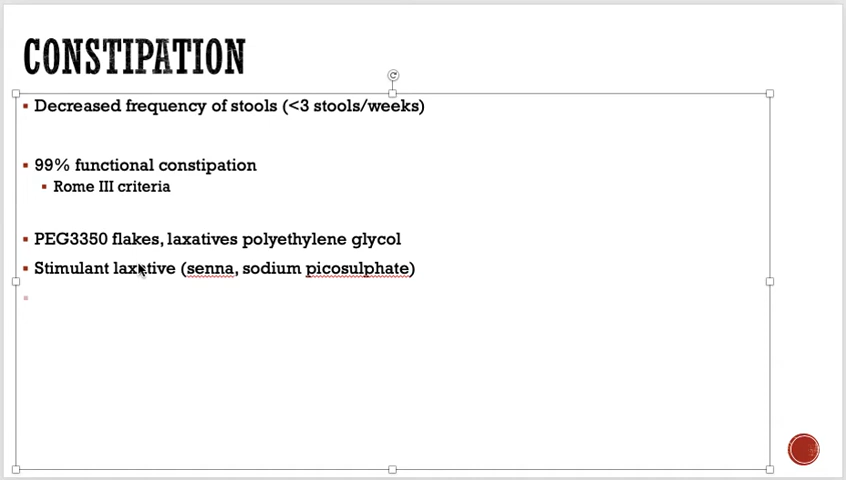 CONSTIPATION
Decreased frequency of stools (<3 stools/weeks)
99% functional constipation
Rome III criteria
PEG3350 flakes, laxatives polyethylene glycol
Stimulant laxative (senna, sodium picosulphate)